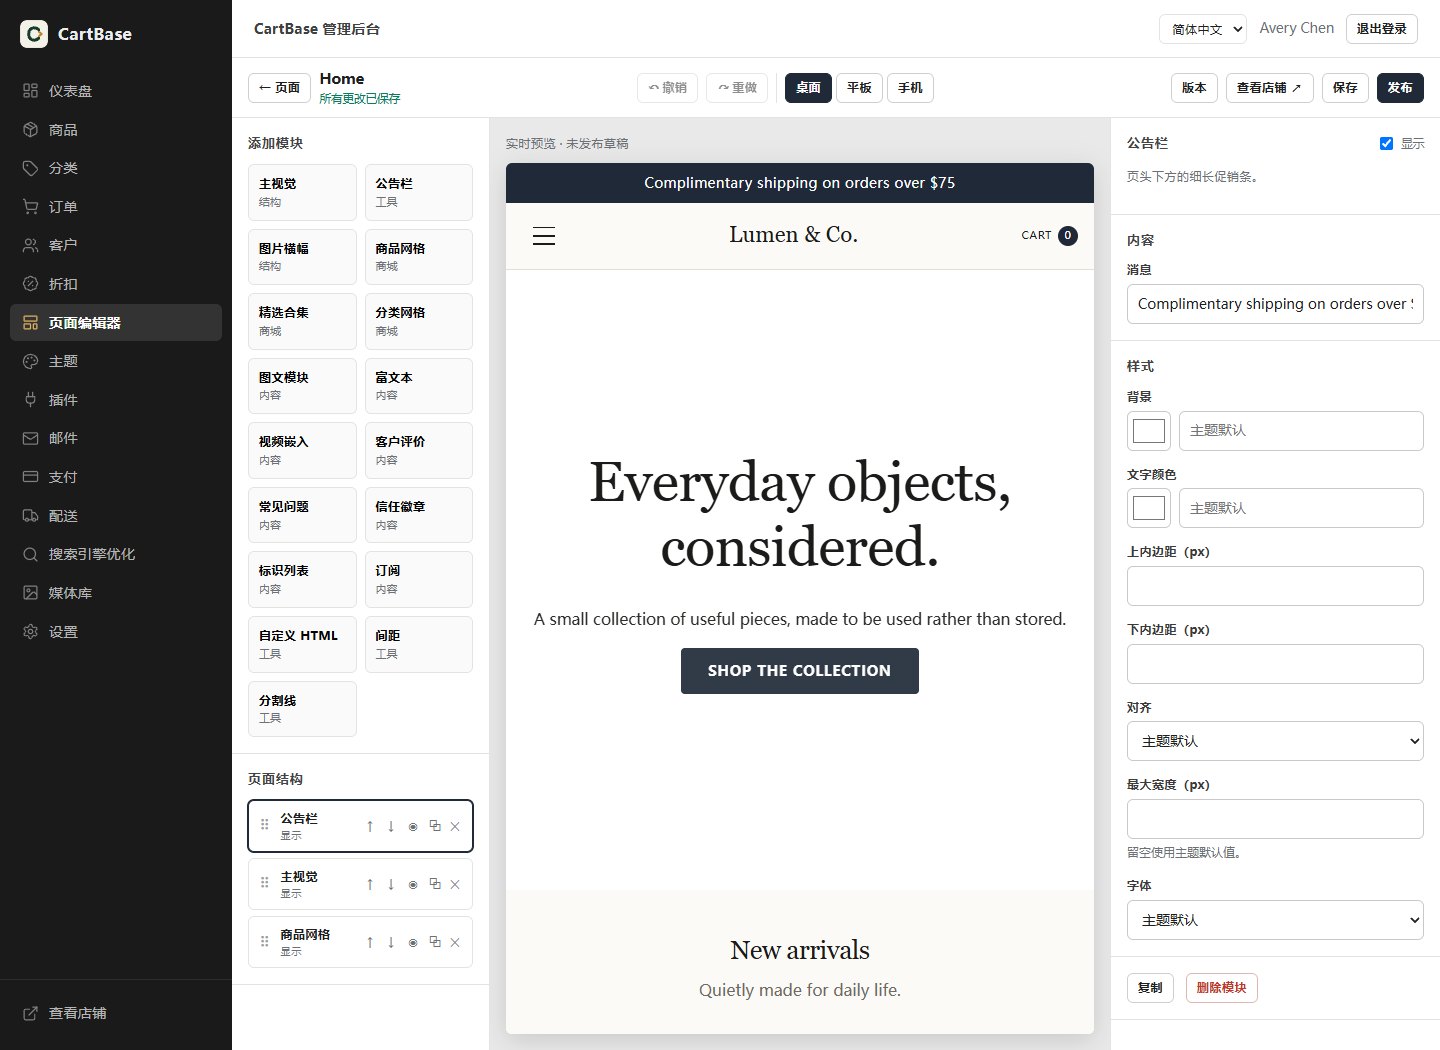 CartBase
仪表盘
商品
分类
订单
客户
折扣
页面编辑器
主题
插件
邮件
支付
配送
搜索引擎优化
媒体库
设置
查看店铺
CartBase 管理后台
简体中文
Avery Chen
退出登录
← 页面
Home
所有更改已保存
↶ 撤销
↷ 重做
桌面
平板
手机
版本
查看店铺 ↗
保存
发布
添加模块
主视觉
结构
公告栏
工具
图片横幅
结构
商品网格
商城
精选合集
商城
分类网格
商城
图文模块
内容
富文本
内容
视频嵌入
内容
客户评价
内容
常见问题
内容
信任徽章
内容
标识列表
内容
订阅
内容
自定义 HTML
工具
间距
工具
分割线
工具
页面结构
公告栏
显示
主视觉
显示
商品网格
显示
实时预览 · 未发布草稿
Complimentary shipping on orders over $75
Lumen & Co.
CART 0
Everyday objects,
considered.
A small collection of useful pieces, made to be used rather than stored.
SHOP THE COLLECTION
New arrivals
Quietly made for daily life.
公告栏
显示
页头下方的细长促销条。
内容
消息
Complimentary shipping on orders over
样式
背景
主题默认
文字颜色
主题默认
上内边距（px）
下内边距（px）
对齐
主题默认
最大宽度（px）
留空使用主题默认值。
字体
主题默认
复制
删除模块